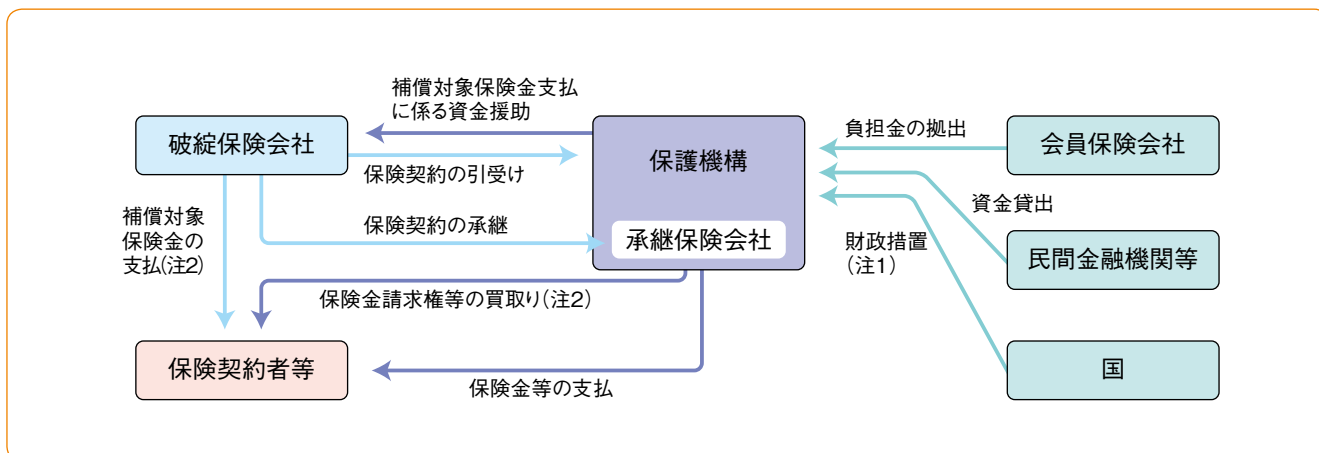 補償対象保険金支払
に係る資金援助
破綻保険会社
保険契約の引受け
保護機構
負担金の拠出
会員保険会社
補償対象
保険金の
支払(注2)
保険契約の承継
承継保険会社
資金貸出
財政措置
(注1)
民間金融機関等
保険金請求権等の買取り(注2)
保険契約者等
保険金等の支払
国